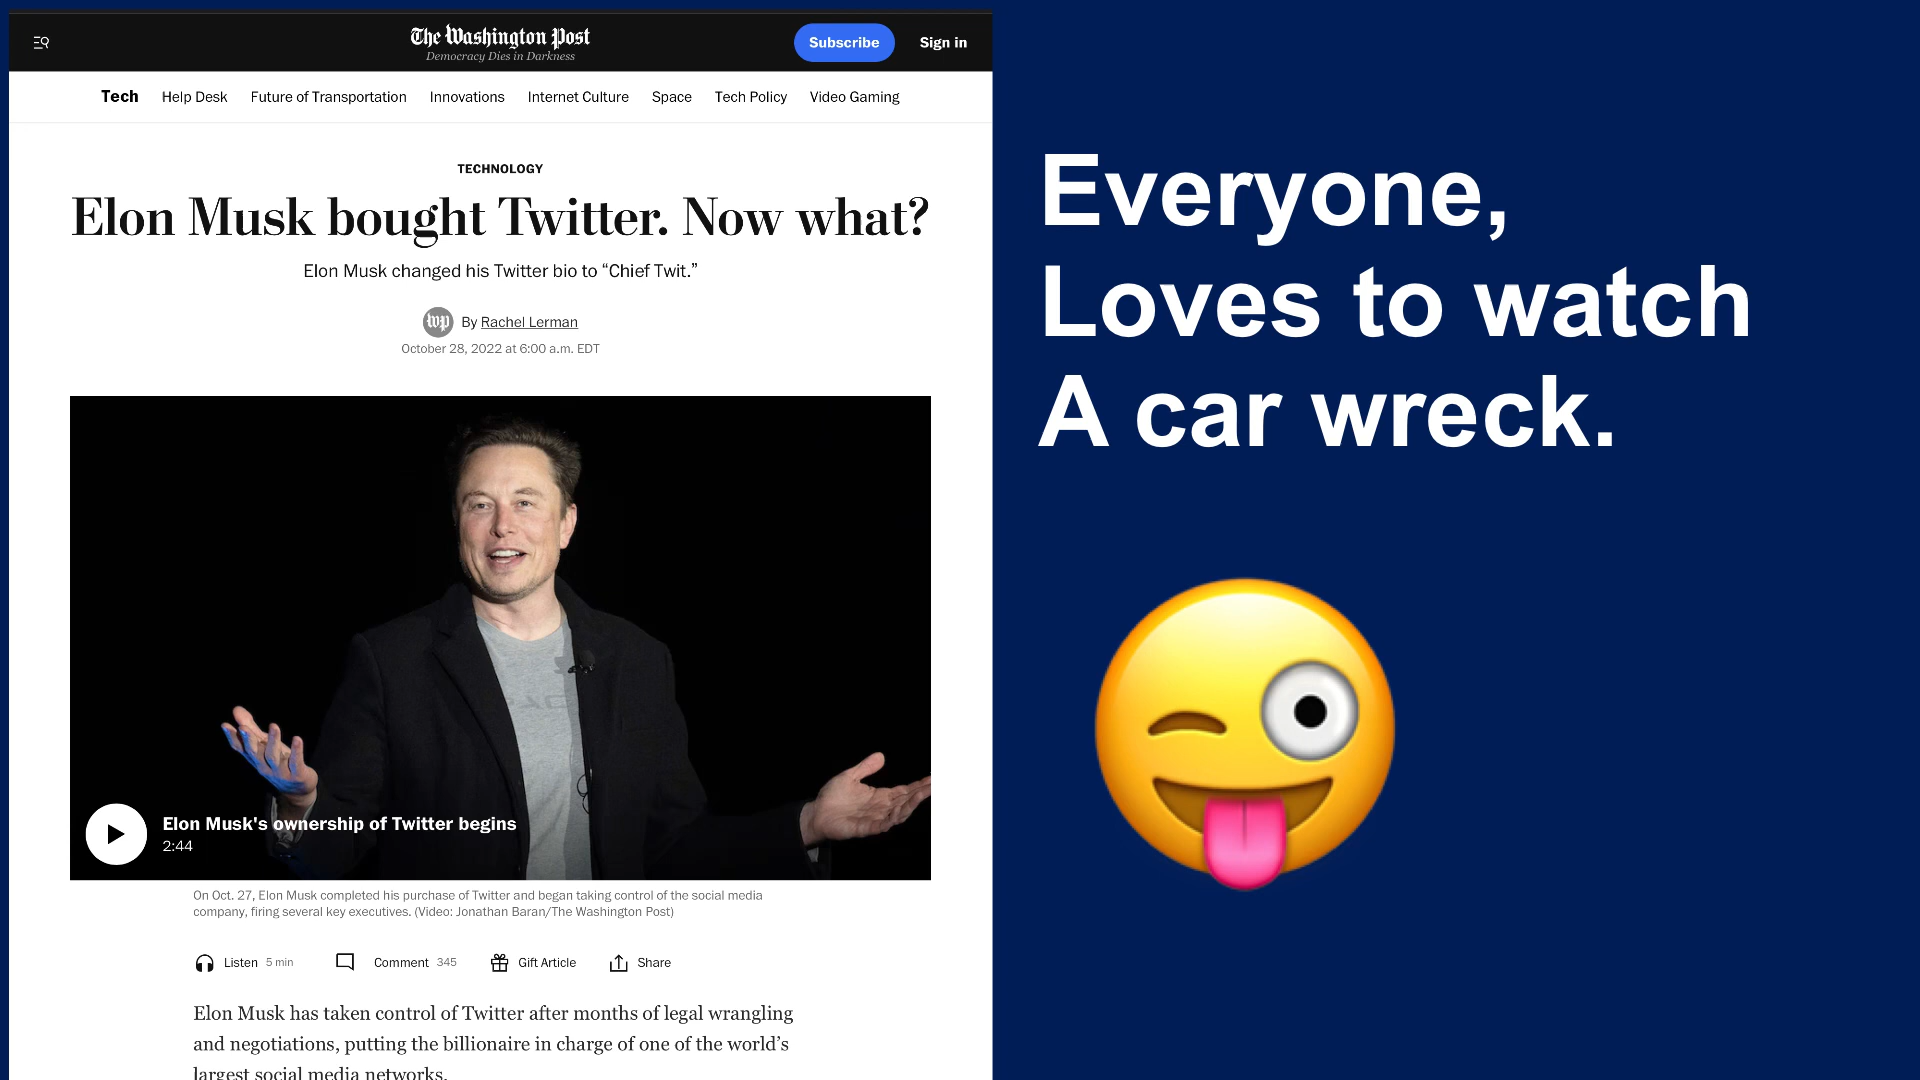 The Washington Post
Democracy Dies in Darkness
Subscribe
Sign in
Tech Help Desk Future of Transportation Innovations Internet Culture Space Tech Policy Video Gaming
TECHNOLOGY
Elon Musk bought Twitter. Now what?
Elon Musk changed his Twitter bio to “Chief Twit.”
wp By Rachel Lerman
October 28, 2022 at 6:00 a.m. EDT
Elon Musk's ownership of Twitter begins
2:44
On Oct. 27, Elon Musk completed his purchase of Twitter and began taking control of the social media
company, firing several key executives. (Video: Jonathan Baran/The Washington Post)
Listen 5 min Comment 345 Gift Article Share
Elon Musk has taken control of Twitter after months of legal wrangling
and negotiations, putting the billionaire in charge of one of the world’s
largest social media networks.
Everyone,
Loves to watch
A car wreck.